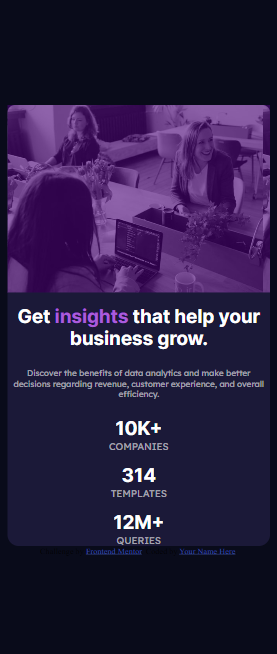 Get insights that help your
business grow.
Discover the benefits of data analytics and make better
decisions regarding revenue, customer experience, and overall
efficiency.
10K+
COMPANIES
314
TEMPLATES
12M+
QUERIES
Frontend Mentor Your Name Here